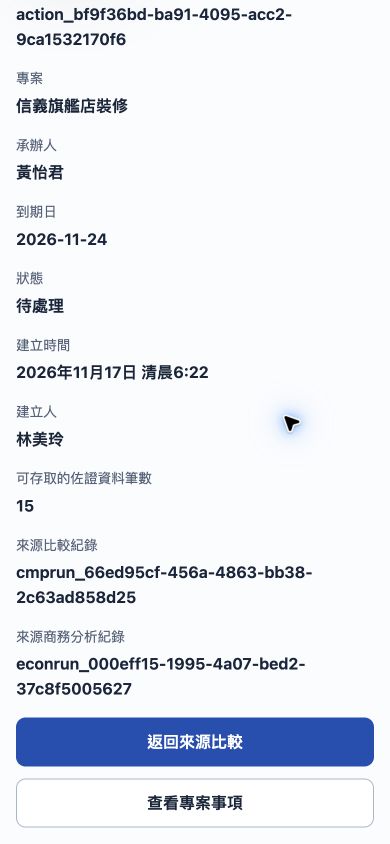 action_bf9f36bd-ba91-4095-acc2-
9ca1532170f6
專案
信義旗艦店裝修
承辦人
黃怡君
到期日
2026-11-24
狀態
待處理
建立時間
2026年11月17日 清晨6:22
建立人
林美玲
可存取的佐證資料筆數
15
來源比較紀錄
cmprun_66ed95cf-456a-4863-bb38-
2c63ad858d25
來源商務分析紀錄
econrun_000eff15-1995-4a07-bed2-
37c8f5005627
返回來源比較
查看專案事項